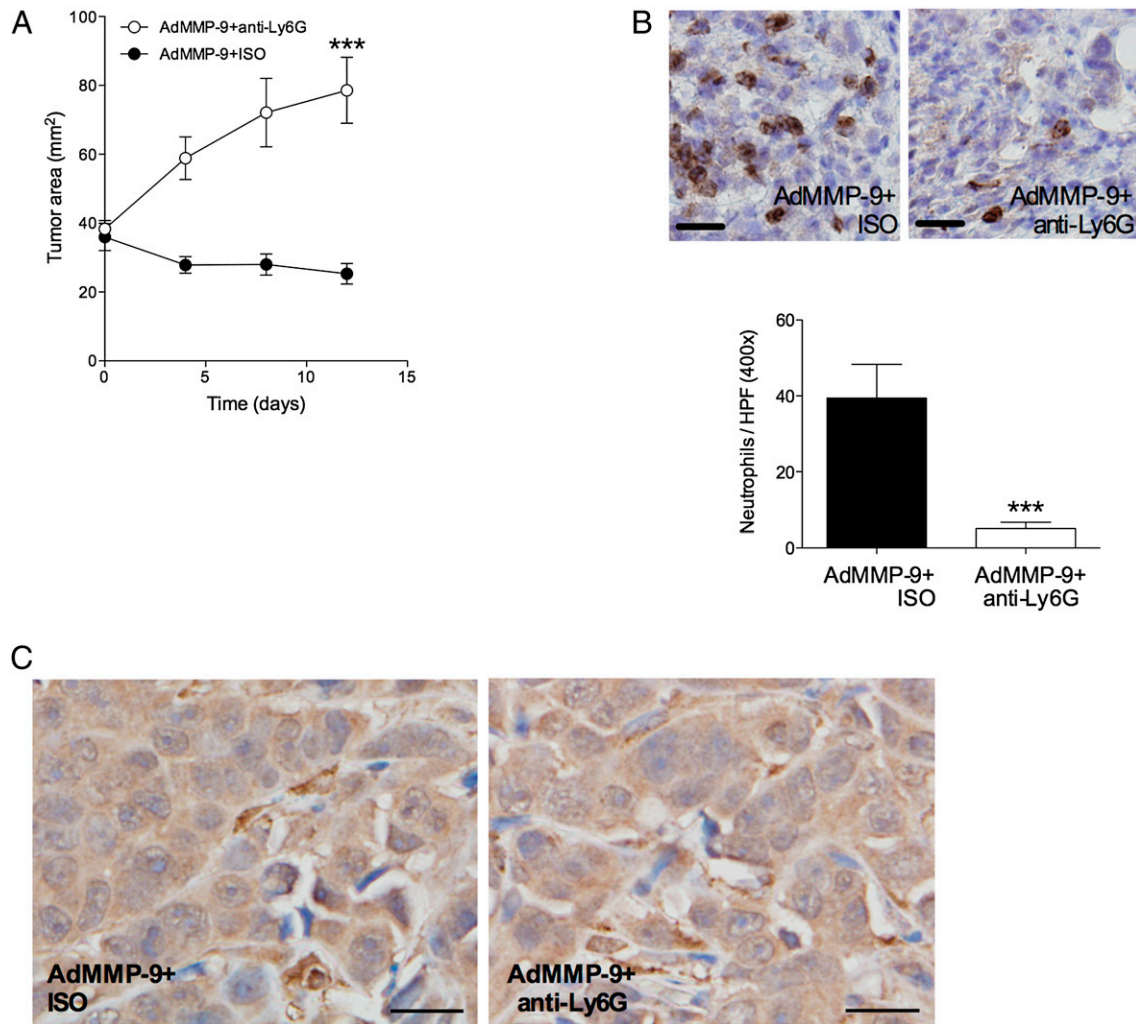 A
100
80
60
40
20
0
0
5
10
15
Tumor area (mm²)
Time (days)
AdMMP-9+anti-Ly6G
AdMMP-9+ISO
***
B
AdMMP-9+
ISO
AdMMP-9+
anti-Ly6G
60
40
20
0
Neutrophils / HPF (400x)
***
AdMMP-9+
ISO
AdMMP-9+
anti-Ly6G
C
AdMMP-9+
ISO
AdMMP-9+
anti-Ly6G